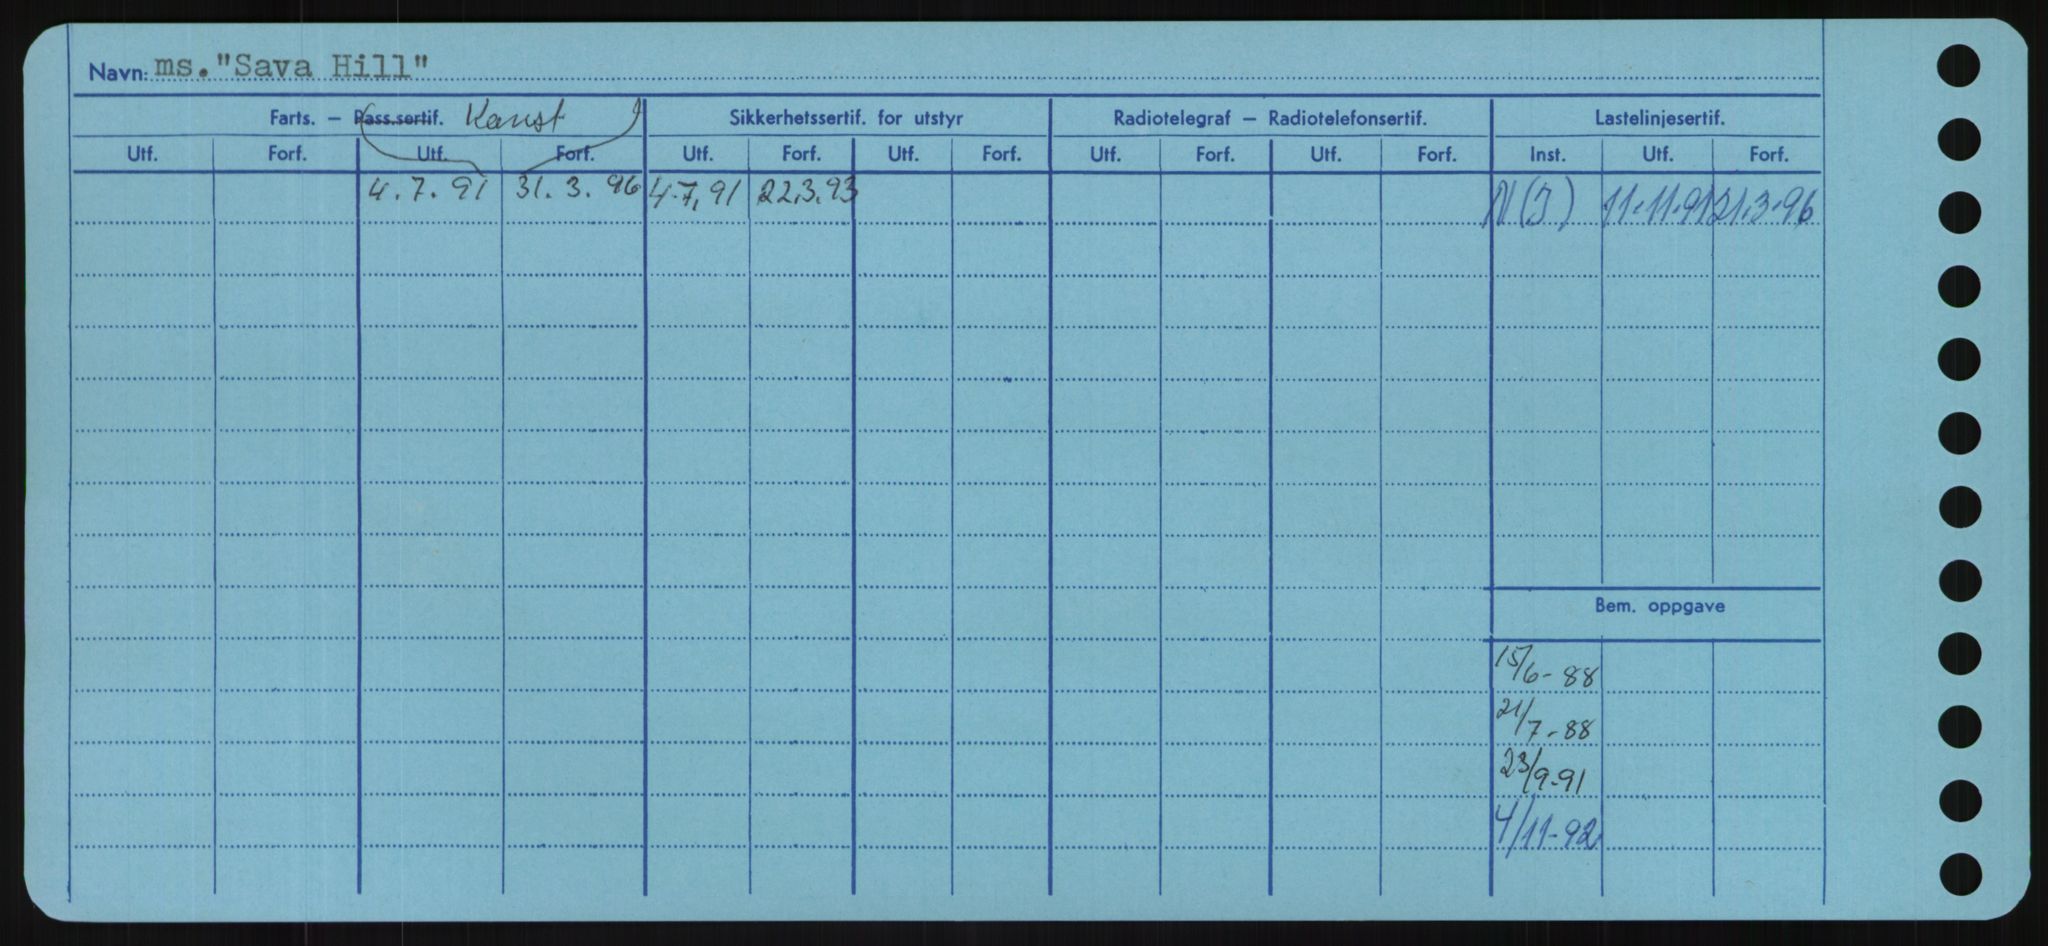 Navn: ms."Sava Hill"
Farts. — Pass.sertif. Konst Sikkerhetssertif. for utstyr Radiotelegraf — Radiotelefonsertif. Lastelinjesertif.
Utf. Forf. Utf. Forf. Utf. Forf. Utf. Forf. Utf. Forf. Utf. Forf. Inst. Utf. Forf.
4.7.91 31.3.96 4.7.91 22.3.93 N(I) 11.11.91 31.3.96
Bem. oppgave
15/6-88
21/7-88
23/9-91
4/11-92